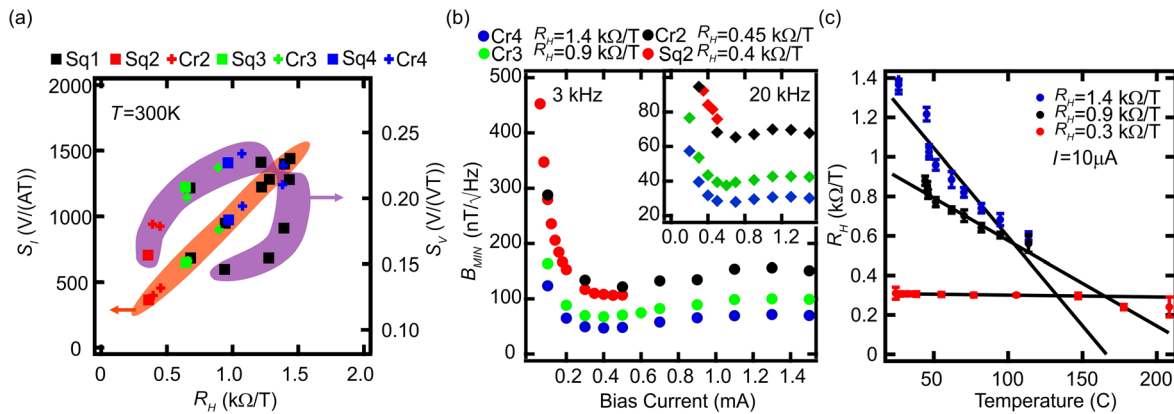 (a)
Sq1 Sq2 Cr2 Sq3 Cr3 Sq4 Cr4
T=300K
2000
1500
1000
500
0
S_I (V/(AT))
0.25
0.20
0.15
0.10
S_V (V/(VT))
0.0 0.5 1.0 1.5 2.0
R_H (kΩ/T)
(b)
Cr4 R_H=1.4 kΩ/T Cr2 R_H=0.45 kΩ/T
Cr3 R_H=0.9 kΩ/T Sq2 R_H=0.4 kΩ/T
500
400
300
200
100
0
B_MIN (nT/√Hz)
3 kHz
20 kHz
80
60
40
20
0.0 0.4 0.8 1.2
0.2 0.4 0.6 0.8 1.0 1.2 1.4
Bias Current (mA)
(c)
1.4
1.2
1.0
0.8
0.6
0.4
0.2
0
R_H (kΩ/T)
R_H=1.4 kΩ/T
R_H=0.9 kΩ/T
R_H=0.3 kΩ/T
I=10µA
50 100 150 200
Temperature (C)